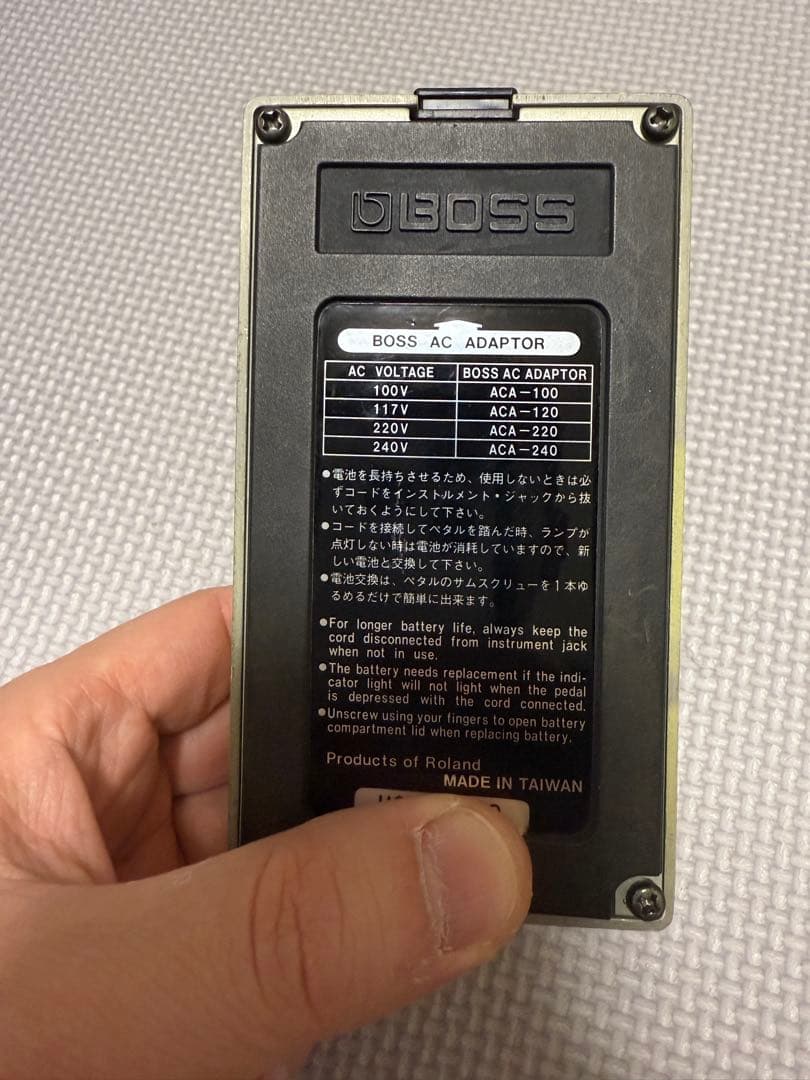 BOSS
BOSS AC ADAPTOR
AC VOLTAGE BOSS AC ADAPTOR
100V ACA-100
117V ACA-120
220V ACA-220
240V ACA-240
●電池を長持ちさせるため、使用しないときは必
ずコードをインストルメント・ジャックから抜
いておくようにして下さい。
●コードを接続してペタルを踏んだ時、ランプが
点灯しない時は電池が消耗していますので、新
しい電池と交換して下さい。
●電池交換は、ペタルのサムスクリューを1本ゆ
るめるだけで簡単に出来ます。
●For longer battery life, always keep the
cord disconnected from instrument jack
when not in use.
●The battery needs replacement if the indi-
cator light will not light when the pedal
is depressed with the cord connected.
●Unscrew using your fingers to open battery
compartment lid when replacing battery.
Products of Roland
MADE IN TAIWAN